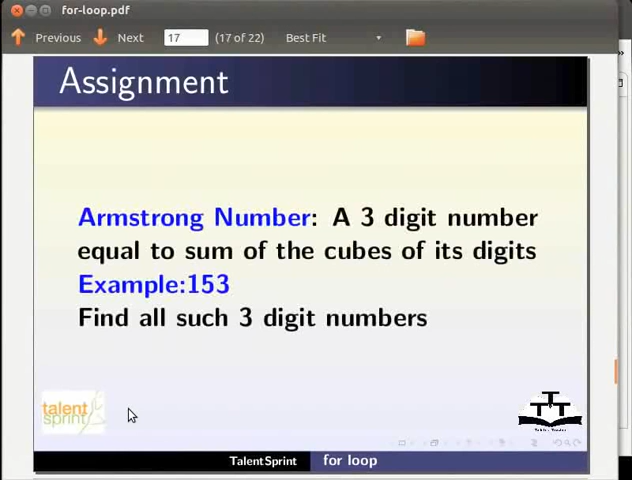 for-loop.pdf
Previous Next 17 (17 of 22) Best Fit
Assignment
Armstrong Number: A 3 digit number
equal to sum of the cubes of its digits
Example:153
Find all such 3 digit numbers
talent
sprint
TTT
TalentSprint for loop